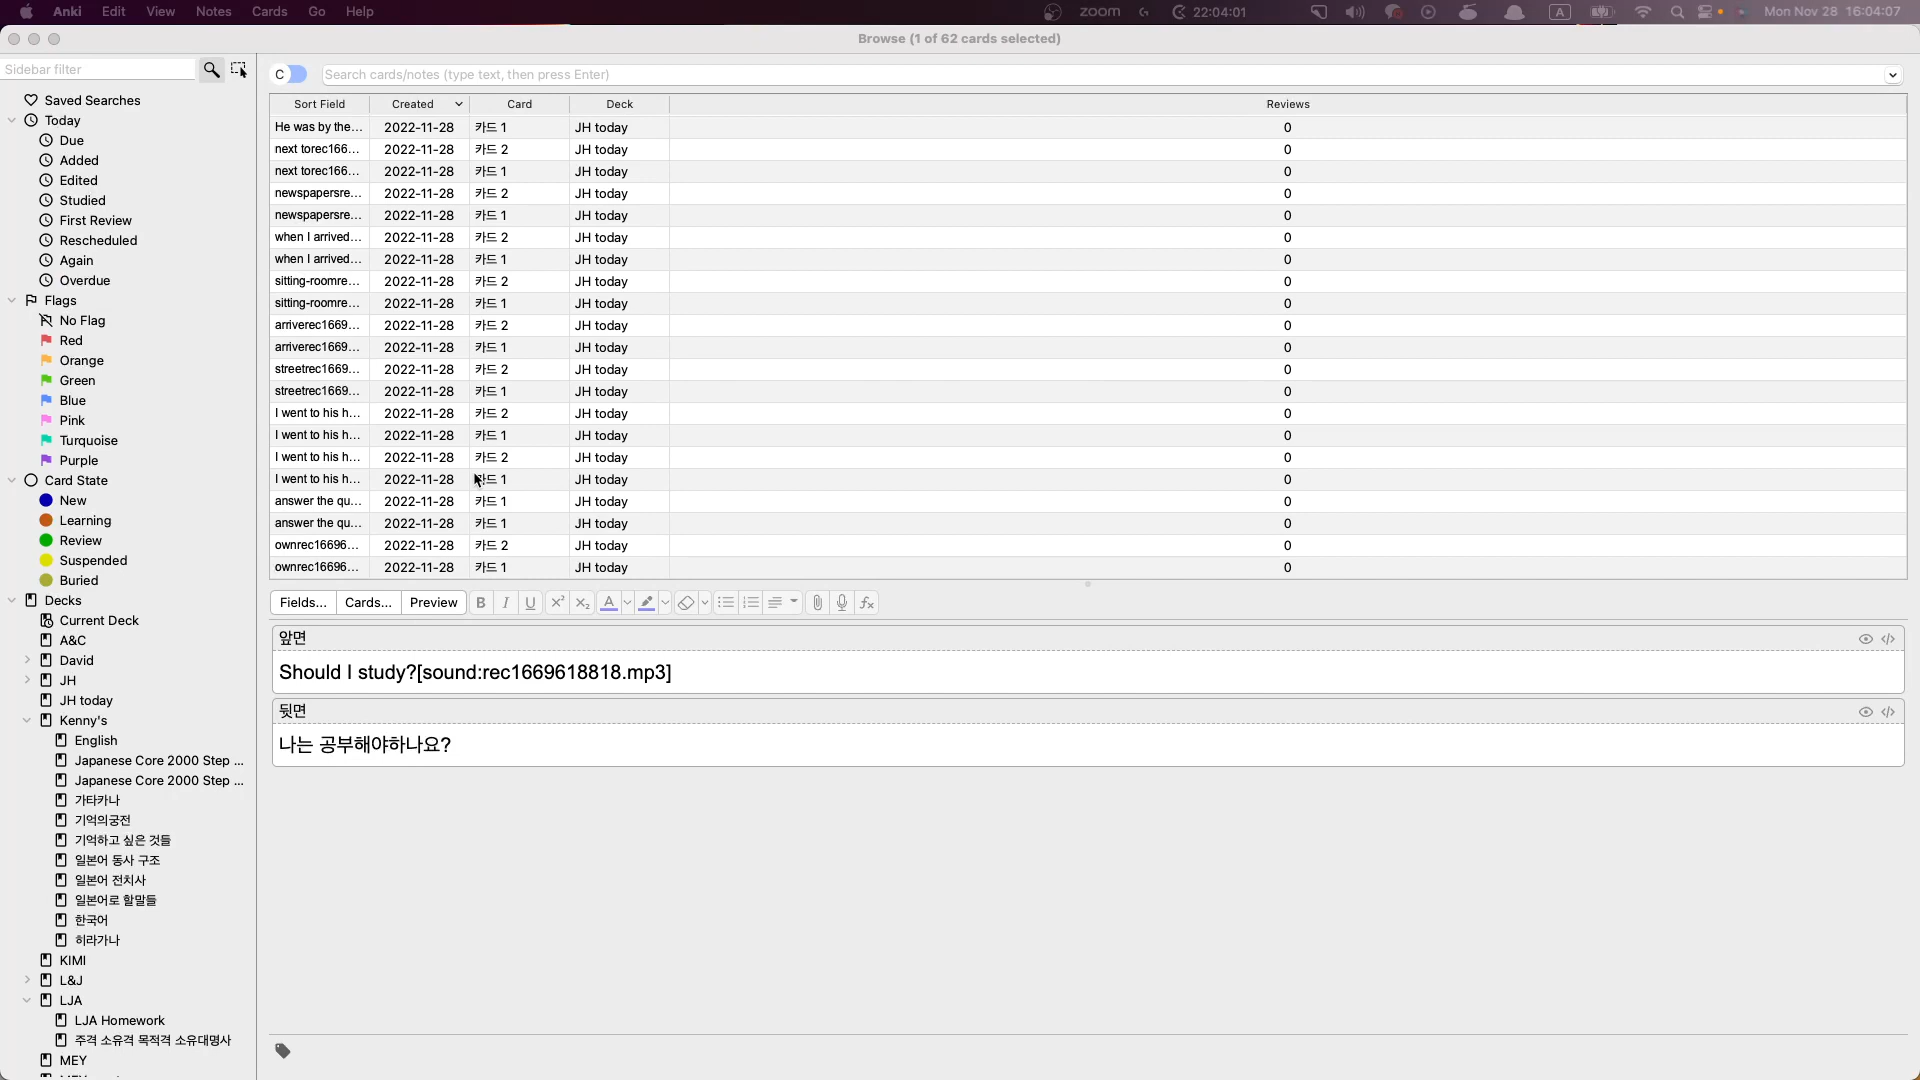 Anki Edit View Notes Cards Go Help zoom 22:04:01 A Mon Nov 28 16:04:07
Browse (1 of 62 cards selected)
Sidebar filter
C Search cards/notes (type text, then press Enter)
Saved Searches
Today
Due
Added
Edited
Studied
First Review
Rescheduled
Again
Overdue
Flags
No Flag
Red
Orange
Green
Blue
Pink
Turquoise
Purple
Card State
New
Learning
Review
Suspended
Buried
Decks
Current Deck
A&C
David
JH
JH today
Kenny's
English
Japanese Core 2000 Step ...
Japanese Core 2000 Step ...
가타카나
기억의궁전
기억하고 싶은 것들
일본어 동사 구조
일본어 전치사
일본어로 할말들
한국어
히라가나
KIMI
L&J
LJA
LJA Homework
주격 소유격 목적격 소유대명사
MEY
Sort Field Created Card Deck Reviews
He was by the... 2022-11-28 카드 1 JH today 0
next torec166... 2022-11-28 카드 2 JH today 0
next torec166... 2022-11-28 카드 1 JH today 0
newspapersre... 2022-11-28 카드 2 JH today 0
newspapersre... 2022-11-28 카드 1 JH today 0
when I arrived... 2022-11-28 카드 2 JH today 0
when I arrived... 2022-11-28 카드 1 JH today 0
sitting-roomre... 2022-11-28 카드 2 JH today 0
sitting-roomre... 2022-11-28 카드 1 JH today 0
arriverec1669... 2022-11-28 카드 2 JH today 0
arriverec1669... 2022-11-28 카드 1 JH today 0
streetrec1669... 2022-11-28 카드 2 JH today 0
streetrec1669... 2022-11-28 카드 1 JH today 0
I went to his h... 2022-11-28 카드 2 JH today 0
I went to his h... 2022-11-28 카드 1 JH today 0
I went to his h... 2022-11-28 카드 2 JH today 0
I went to his h... 2022-11-28 카드 1 JH today 0
answer the qu... 2022-11-28 카드 1 JH today 0
answer the qu... 2022-11-28 카드 1 JH today 0
ownrec16696... 2022-11-28 카드 2 JH today 0
ownrec16696... 2022-11-28 카드 1 JH today 0
Fields... Cards... Preview B I U x² x₂ A fx
앞면
Should I study?[sound:rec1669618818.mp3]
뒷면
나는 공부해야하나요?